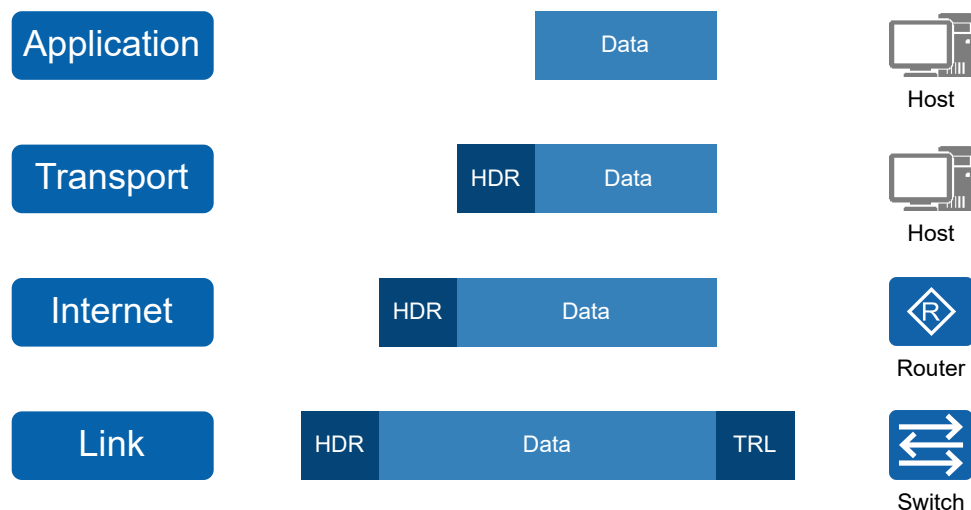 Application
Data
Host
Transport
HDR
Data
Host
Internet
HDR
Data
R
Router
Link
HDR
Data
TRL
Switch